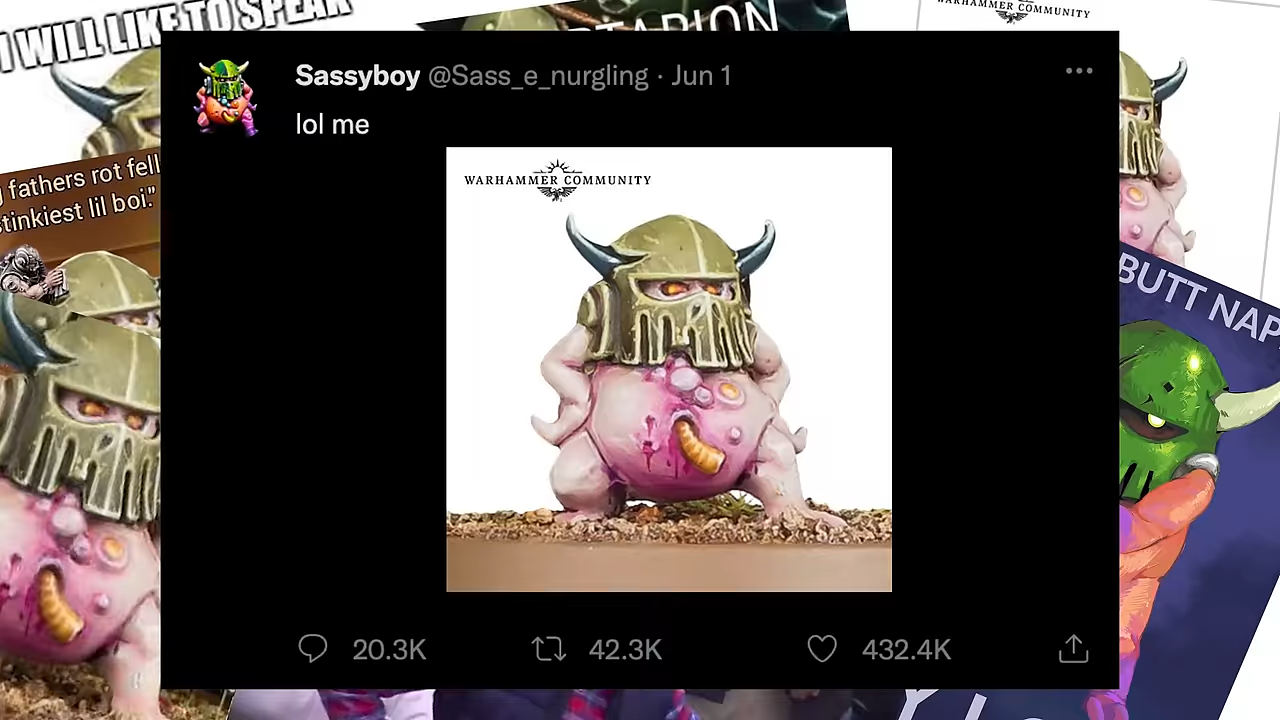 I WILL LIKE TO SPEAK
WARHAMMER COMMUNITY
Sassyboy @Sass_e_nurgling · Jun 1
lol me
WARHAMMER COMMUNITY
fathers rot fell
stinkiest lil boi."
BUTT NAP
20.3K 42.3K 432.4K